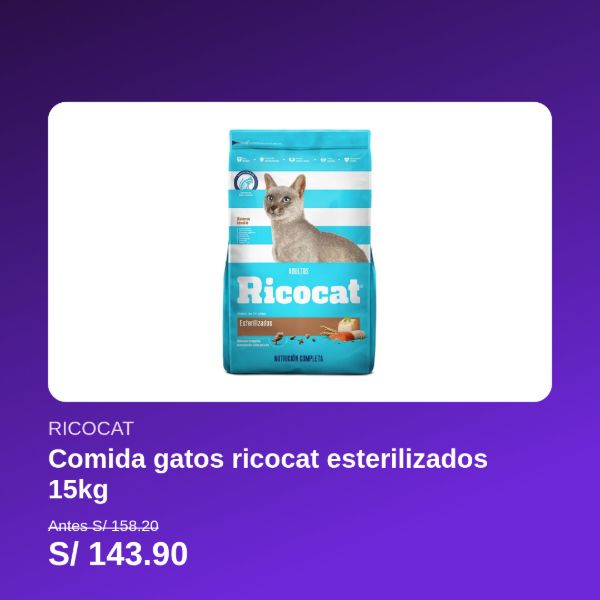 ADULTOS
Ricocat
Esterilizados
NUTRICIÓN COMPLETA
RICOCAT
Comida gatos ricocat esterilizados
15kg
Antes S/ 158.20
S/ 143.90